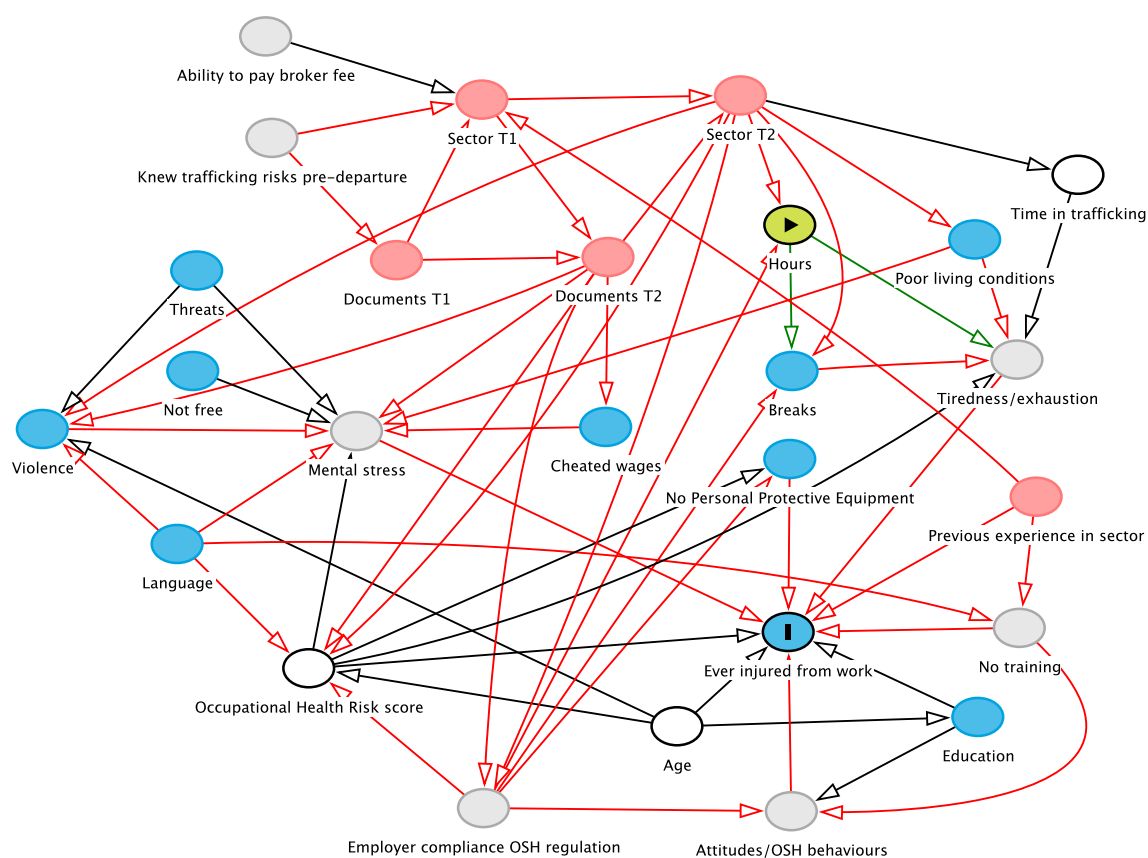 Ability to pay broker fee
Sector T1
Sector T2
Knew trafficking risks pre-departure
Time in trafficking
Hours
Poor living conditions
Documents T1
Documents T2
Threats
Not free
Breaks
Tiredness/exhaustion
Violence
Mental stress
Cheated wages
No Personal Protective Equipment
Previous experience in sector
Language
Ever injured from work
No training
Occupational Health Risk score
Age
Education
Employer compliance OSH regulation
Attitudes/OSH behaviours